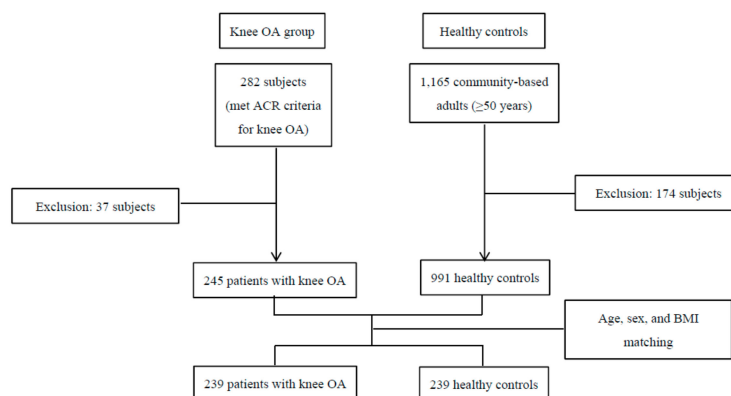 Knee OA group
Healthy controls
282 subjects
(met ACR criteria
for knee OA)
1,165 community-based
adults (≥50 years)
Exclusion: 37 subjects
Exclusion: 174 subjects
245 patients with knee OA
991 healthy controls
Age, sex, and BMI
matching
239 patients with knee OA
239 healthy controls